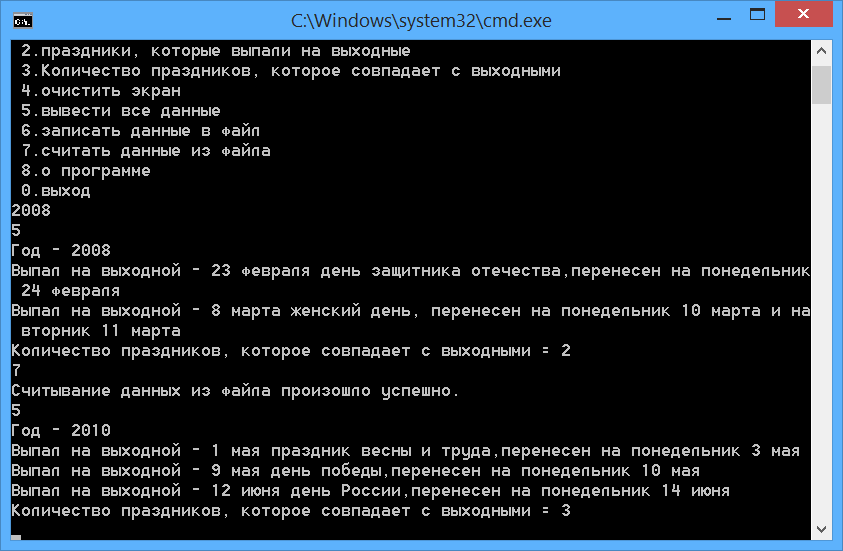 C:\Windows\system32\cmd.exe
2.праздники, которые выпали на выходные
3.Количество праздников, которое совпадает с выходными
4.очистить экран
5.вывести все данные
6.записать данные в файл
7.считать данные из файла
8.о программе
0.выход
2008
5
Год - 2008
Выпал на выходной - 23 февраля день защитника отечества,перенесен на понедельник
24 февраля
Выпал на выходной - 8 марта женский день, перенесен на понедельник 10 марта и на
вторник 11 марта
Количество праздников, которое совпадает с выходными = 2
7
Считывание данных из файла произошло успешно.
5
Год - 2010
Выпал на выходной - 1 мая праздник весны и труда,перенесен на понедельник 3 мая
Выпал на выходной - 9 мая день победы,перенесен на понедельник 10 мая
Выпал на выходной - 12 июня день России,перенесен на понедельник 14 июня
Количество праздников, которое совпадает с выходными = 3